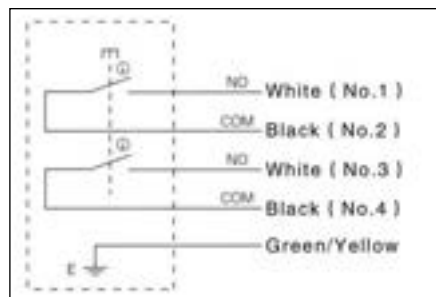 NO White ( No.1 )
COM Black ( No.2 )
NO White ( No.3 )
COM Black ( No.4 )
E Green/Yellow